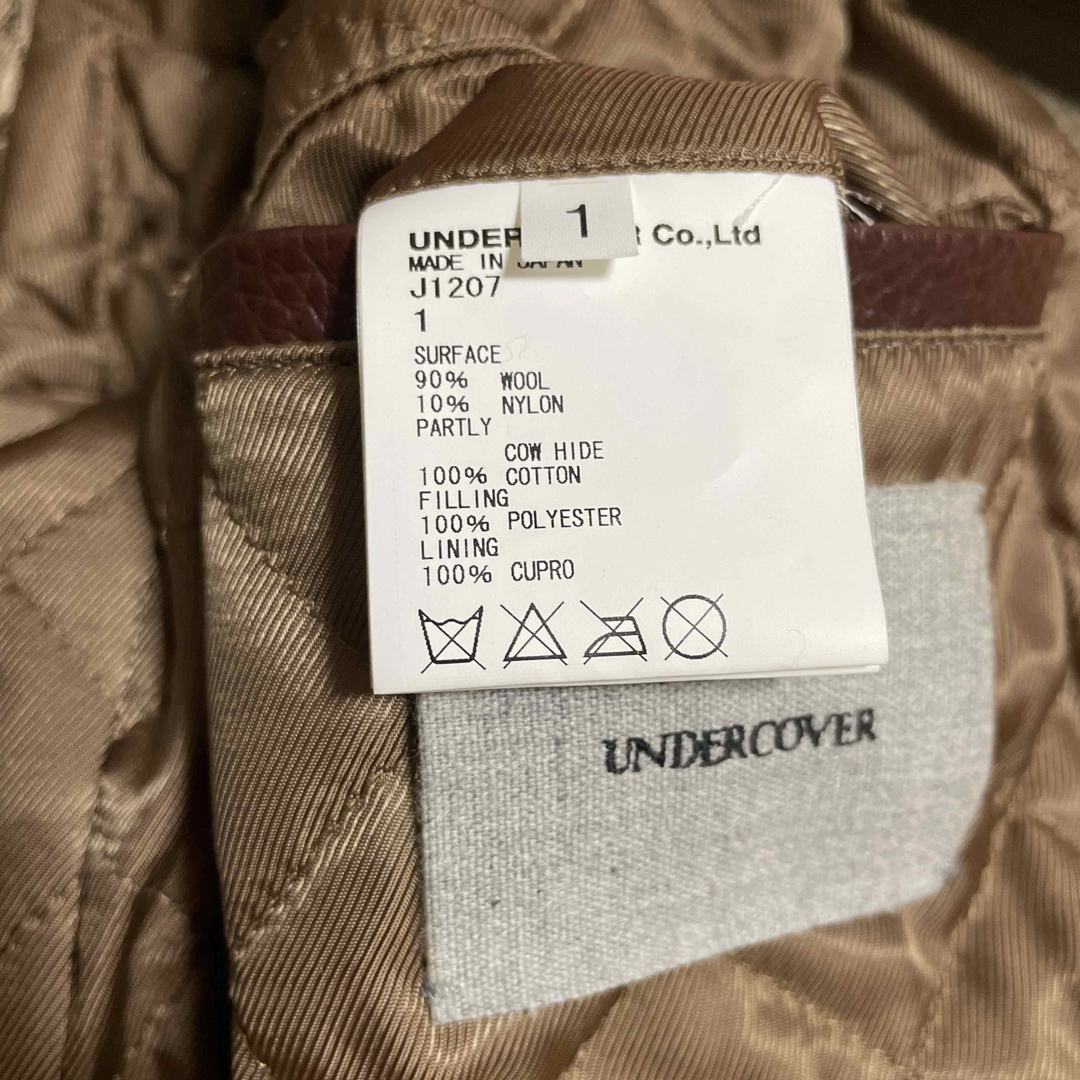 1
UNDER R Co.,Ltd
MADE IN JAPAN
J1207
1
SURFACE
90% WOOL
10% NYLON
PARTLY
COW HIDE
100% COTTON
FILLING
100% POLYESTER
LINING
100% CUPRO
UNDERCOVER